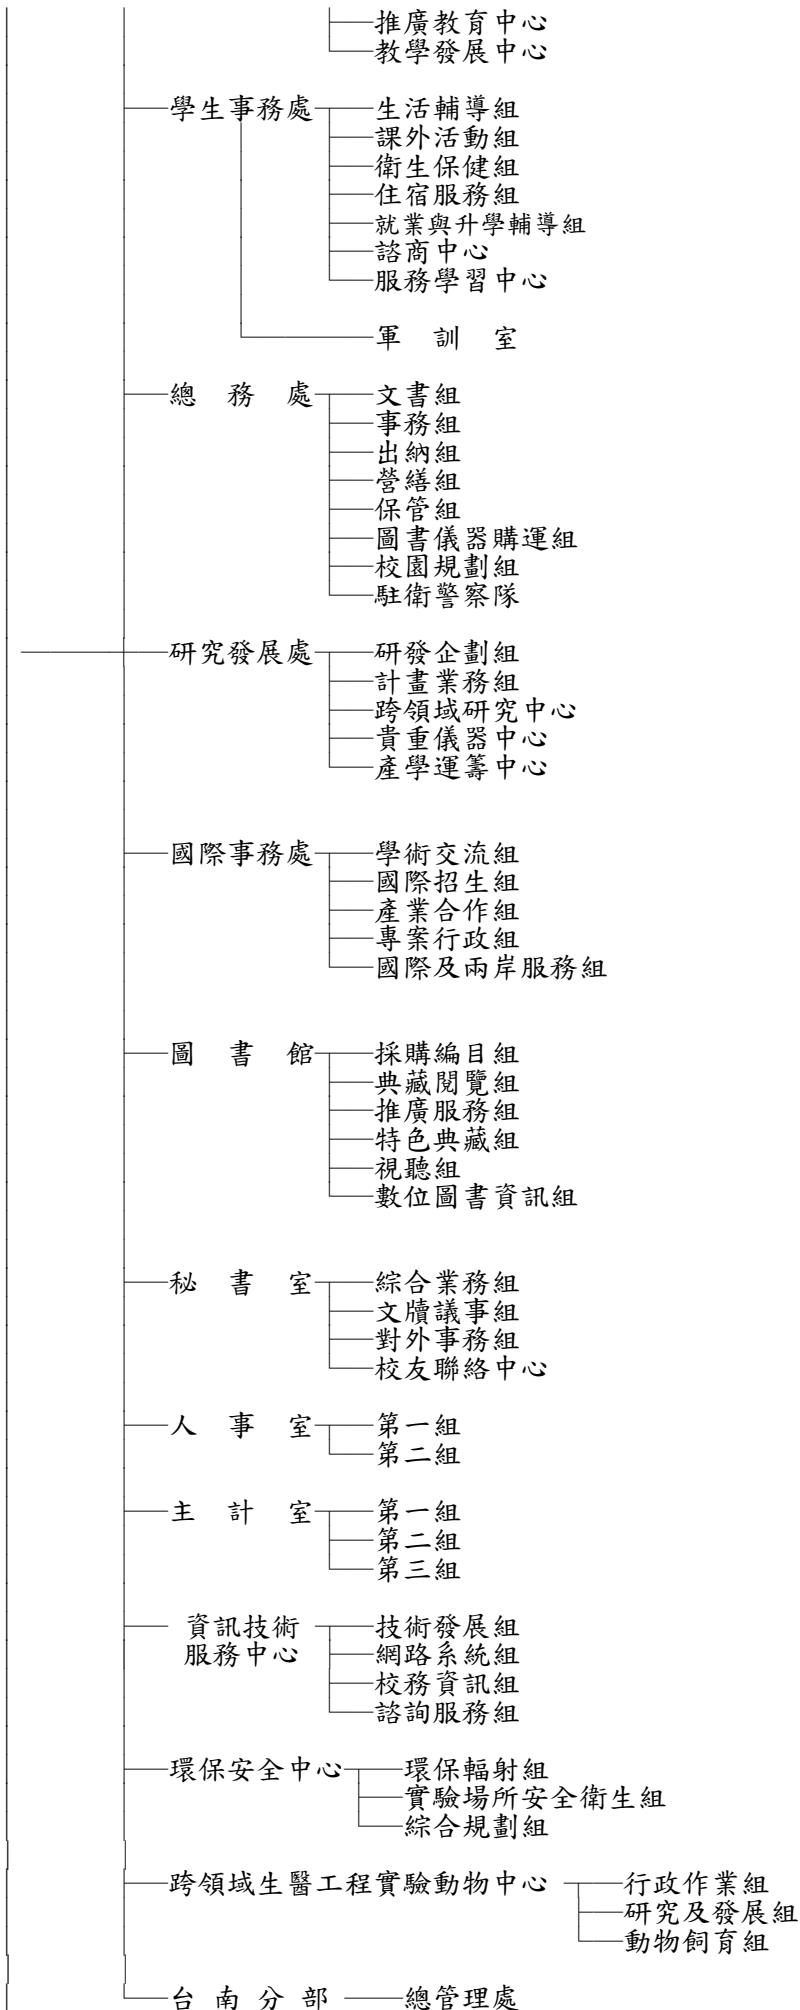 推廣教育中心
教學發展中心
學生事務處 生活輔導組
課外活動組
衛生保健組
住宿服務組
就業與升學輔導組
諮商中心
服務學習中心
軍 訓 室
總 務 處 文書組
事務組
出納組
營繕組
保管組
圖書儀器購運組
校園規劃組
駐衛警察隊
研究發展處 研發企劃組
計畫業務組
跨領域研究中心
貴重儀器中心
產學運籌中心
國際事務處 學術交流組
國際招生組
產業合作組
專案行政組
國際及兩岸服務組
圖 書 館 採購編目組
典藏閱覽組
推廣服務組
特色典藏組
視聽組
數位圖書資訊組
秘 書 室 綜合業務組
文牘議事組
對外事務組
校友聯絡中心
人 事 室 第一組
第二組
主 計 室 第一組
第二組
第三組
資訊技術 技術發展組
服務中心 網路系統組
校務資訊組
諮詢服務組
環保安全中心 環保輻射組
實驗場所安全衛生組
綜合規劃組
跨領域生醫工程實驗動物中心 行政作業組
研究及發展組
動物飼育組
台 南 分 部 總管理處